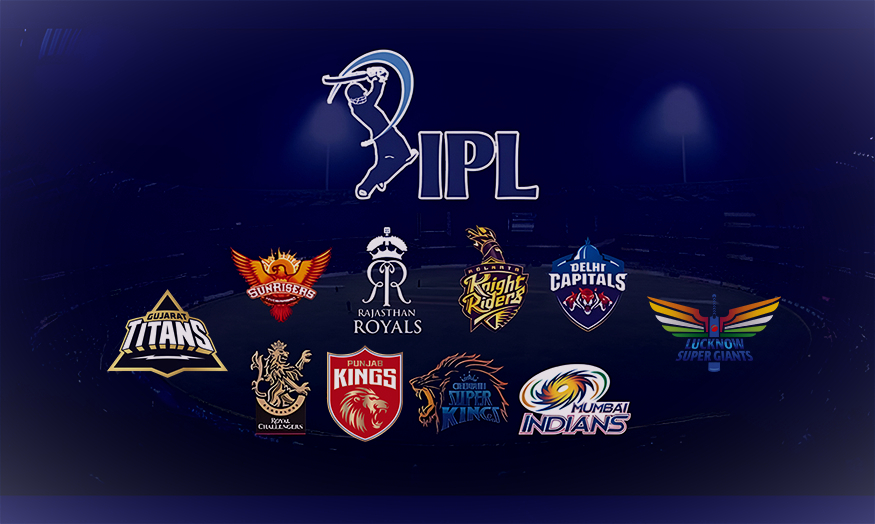 IPL
SUNRISERS
RAJASTHAN
ROYALS
KOLKATA
Knight
Riders
DELHI
CAPITALS
GUJARAT
TITANS
LUCKNOW
SUPER GIANTS
ROYAL
CHALLENGERS
PUNJAB
KINGS
CHENNAI
SUPER
KINGS
MUMBAI
INDIANS